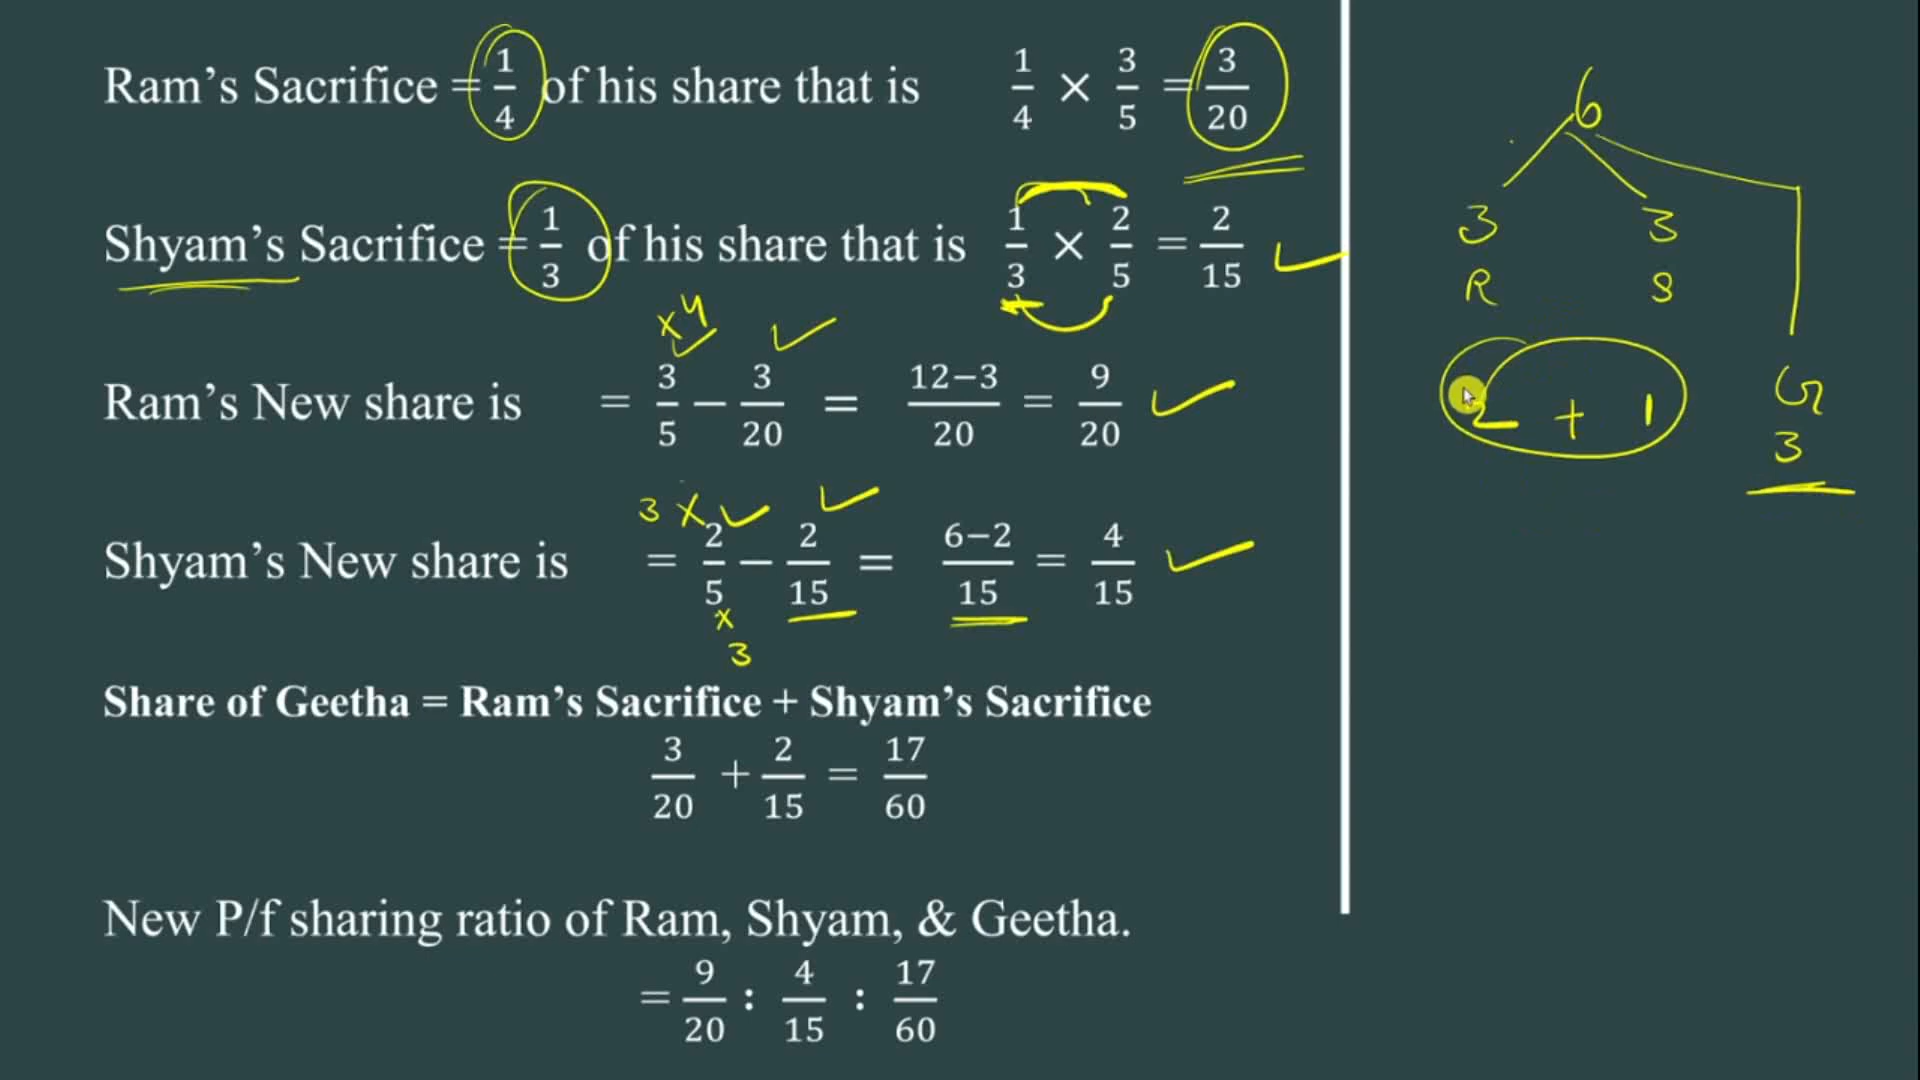 Ram's Sacrifice = 1/4 of his share that is 1/4 × 3/5 = 3/20
Shyam's Sacrifice = 1/3 of his share that is 1/3 × 2/5 = 2/15
×4
Ram's New share is = 3/5 − 3/20 = 12−3/20 = 9/20
3 ×
Shyam's New share is = 2/5 − 2/15 = 6−2/15 = 4/15
×
3
Share of Geetha = Ram's Sacrifice + Shyam's Sacrifice
3/20 + 2/15 = 17/60
New P/f sharing ratio of Ram, Shyam, & Geetha.
= 9/20 : 4/15 : 17/60
6
3 3
R S
2 + 1 G
3